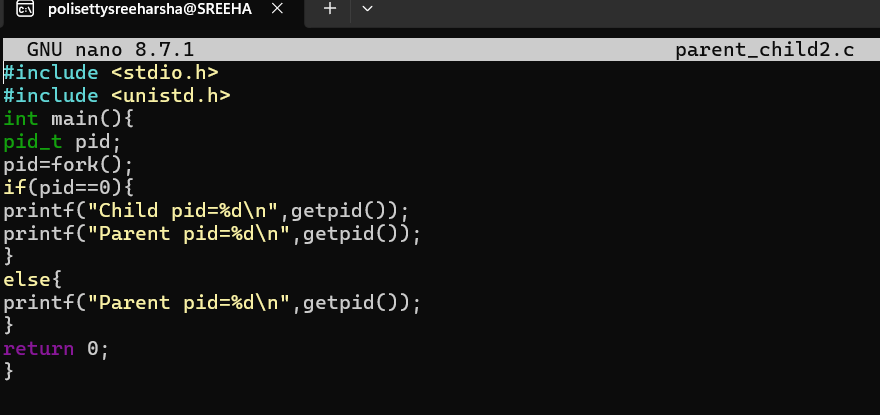 polisettysreeharsha@SREEHA
GNU nano 8.7.1 parent_child2.c
#include <stdio.h>
#include <unistd.h>
int main(){
pid_t pid;
pid=fork();
if(pid==0){
printf("Child pid=%d\n",getpid());
printf("Parent pid=%d\n",getpid());
}
else{
printf("Parent pid=%d\n",getpid());
}
return 0;
}